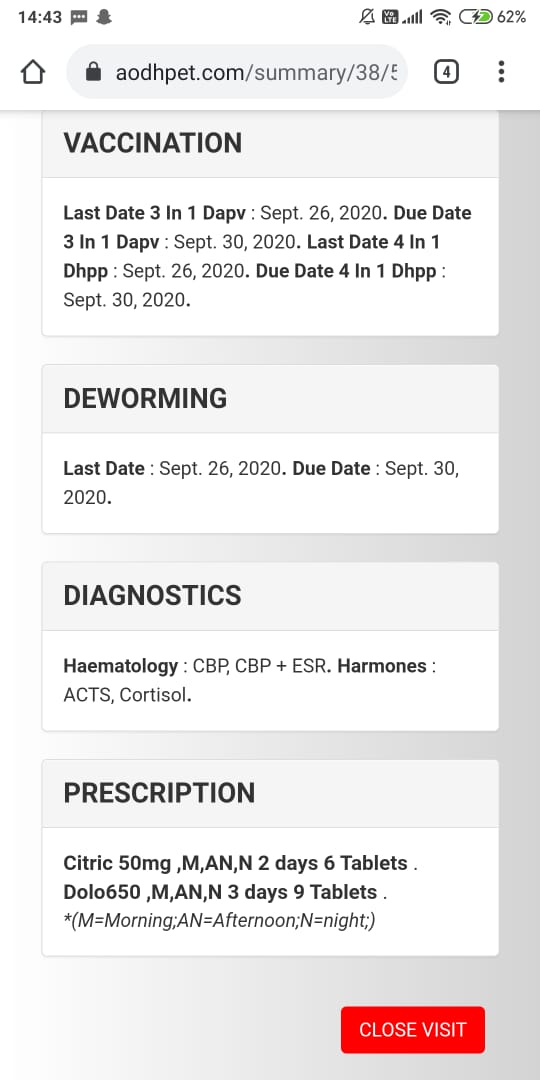 14:43 62%
aodhpet.com/summary/38/5 4
VACCINATION
Last Date 3 In 1 Dapv : Sept. 26, 2020. Due Date
3 In 1 Dapv : Sept. 30, 2020. Last Date 4 In 1
Dhpp : Sept. 26, 2020. Due Date 4 In 1 Dhpp :
Sept. 30, 2020.
DEWORMING
Last Date : Sept. 26, 2020. Due Date : Sept. 30,
2020.
DIAGNOSTICS
Haematology : CBP, CBP + ESR. Harmones :
ACTS, Cortisol.
PRESCRIPTION
Citric 50mg ,M,AN,N 2 days 6 Tablets .
Dolo650 ,M,AN,N 3 days 9 Tablets .
*(M=Morning;AN=Afternoon;N=night;)
CLOSE VISIT